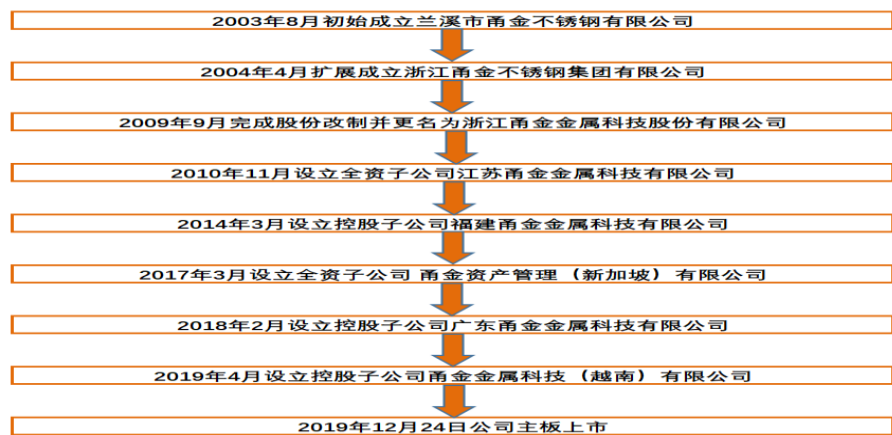 2003年8月初始成立兰溪市甬金不锈钢有限公司
2004年4月扩展成立浙江甬金不锈钢集团有限公司
2009年9月完成股份改制并更名为浙江甬金金属科技股份有限公司
2010年11月设立全资子公司江苏甬金金属科技有限公司
2014年3月设立控股子公司福建甬金金属科技有限公司
2017年3月设立全资子公司 甬金资产管理（新加坡）有限公司
2018年2月设立控股子公司广东甬金金属科技有限公司
2019年4月设立控股子公司甬金金属科技（越南）有限公司
2019年12月24日公司主板上市